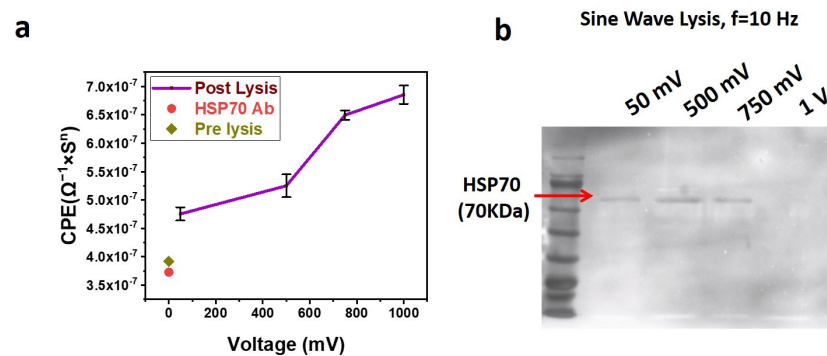 a
CPE(Ω⁻¹×Sⁿ)
7.0x10⁻⁷
6.5x10⁻⁷
6.0x10⁻⁷
5.5x10⁻⁷
5.0x10⁻⁷
4.5x10⁻⁷
4.0x10⁻⁷
3.5x10⁻⁷
Post Lysis
HSP70 Ab
Pre lysis
0 200 400 600 800 1000
Voltage (mV)
b
Sine Wave Lysis, f=10 Hz
50 mV 500 mV 750 mV 1 V
HSP70
(70KDa)